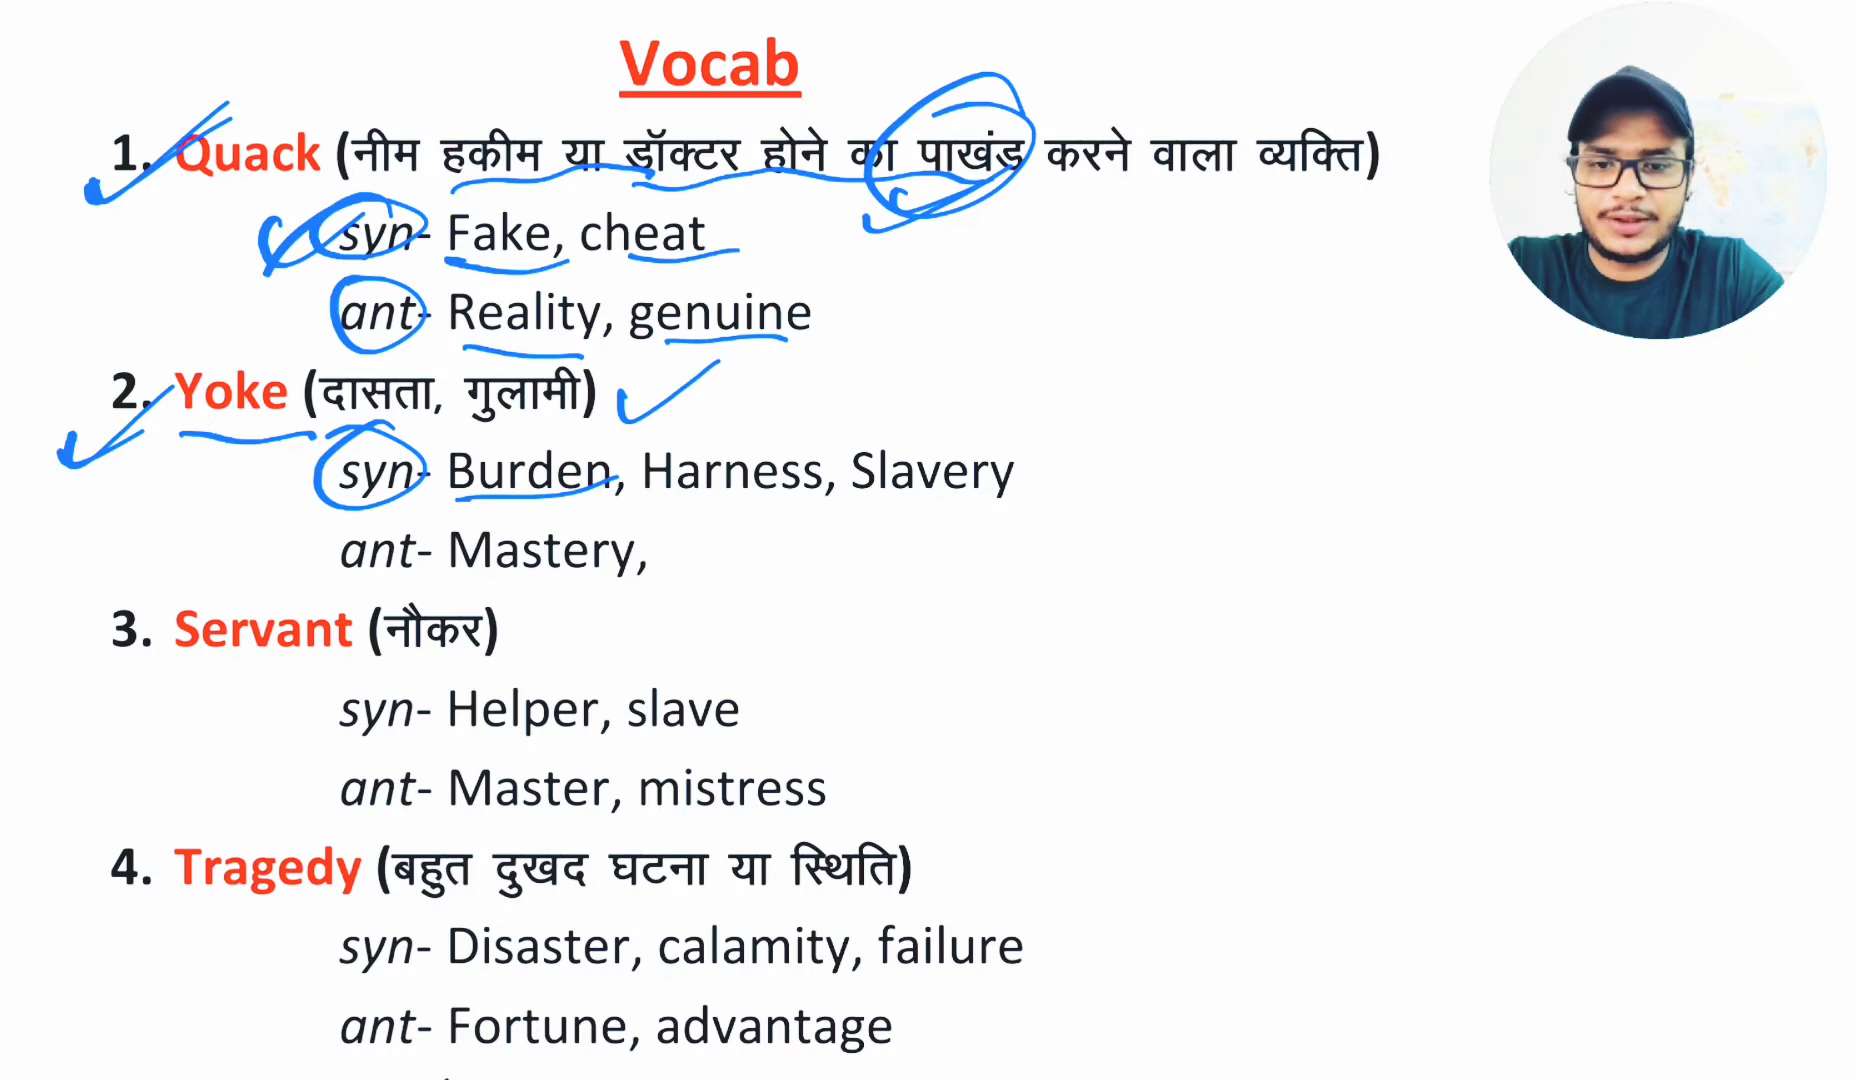 Vocab
1. Quack (नीम हकीम या डॉक्टर होने का पाखंड करने वाला व्यक्ति)
syn- Fake, cheat
ant- Reality, genuine
2. Yoke (दासता, गुलामी)
syn- Burden, Harness, Slavery
ant- Mastery,
3. Servant (नौकर)
syn- Helper, slave
ant- Master, mistress
4. Tragedy (बहुत दुखद घटना या स्थिति)
syn- Disaster, calamity, failure
ant- Fortune, advantage